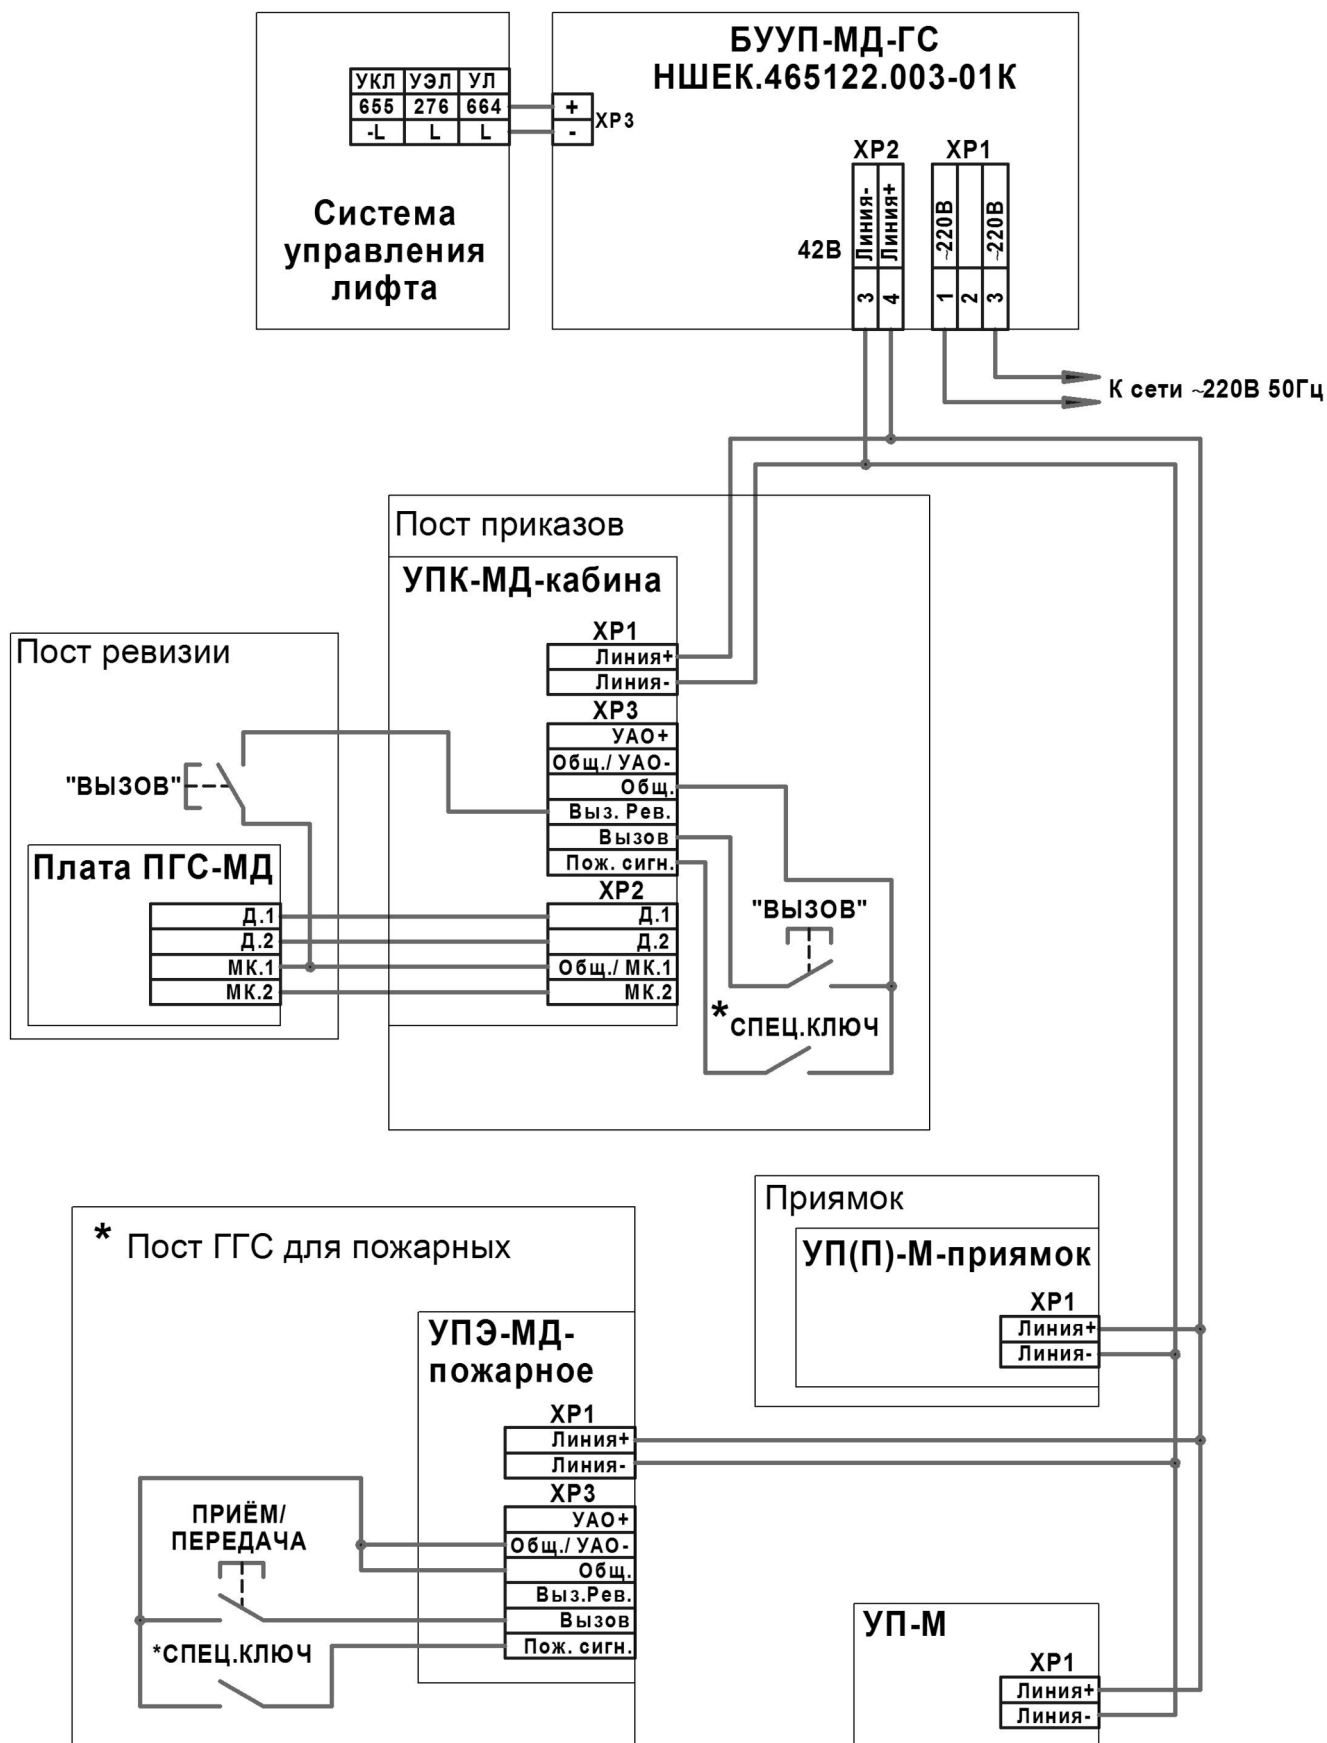 БУУП-МД-ГС
НШЕК.465122.003-01К
УКЛ УЭЛ УЛ
655 276 664
-L L L
+
-
ХР3
Система
управления
лифта
ХР2
ХР1
42В
Линия-
Линия+
~220В
~220В
3
4
1
2
3
К сети ~220В 50Гц
Пост приказов
УПК-МД-кабина
ХР1
Линия+
Линия-
ХР3
УАО+
Общ./ УАО-
Общ.
Выз. Рев.
Вызов
Пож. сигн.
ХР2
Д.1
Д.2
Общ./ МК.1
МК.2
"ВЫЗОВ"
*СПЕЦ.КЛЮЧ
Пост ревизии
"ВЫЗОВ"
Плата ПГС-МД
Д.1
Д.2
МК.1
МК.2
Приямок
УП(П)-М-приямок
ХР1
Линия+
Линия-
* Пост ГГС для пожарных
УПЭ-МД-
пожарное
ХР1
Линия+
Линия-
ХР3
УАО+
Общ./ УАО-
Общ.
Выз.Рев.
Вызов
Пож. сигн.
ПРИЁМ/
ПЕРЕДАЧА
*СПЕЦ.КЛЮЧ
УП-М
ХР1
Линия+
Линия-